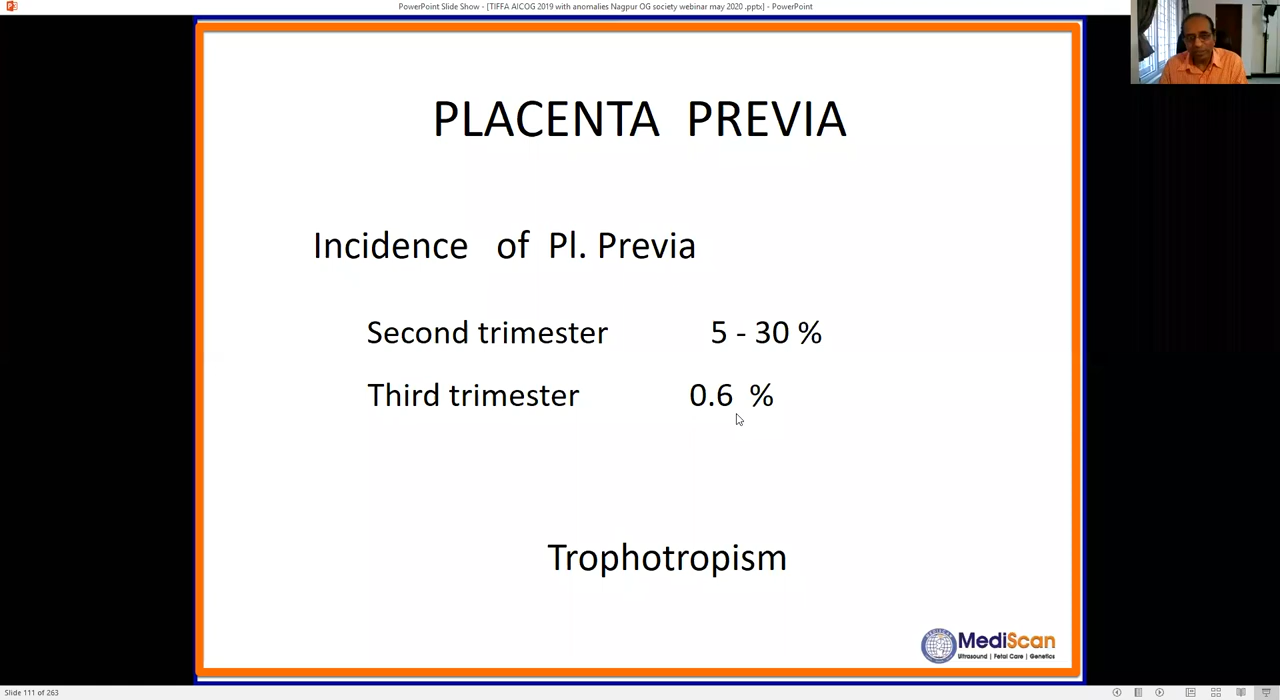 PowerPoint Slide Show - [TIFFA AICOG 2019 with anomalies Nagpur OG society webinar may 2020 .pptx] - PowerPoint
PLACENTA PREVIA
Incidence of Pl. Previa
Second trimester 5 - 30 %
Third trimester 0.6 %
Trophotropism
MediScan
Ultrasound | Fetal Care | Genetics
Slide 111 of 263